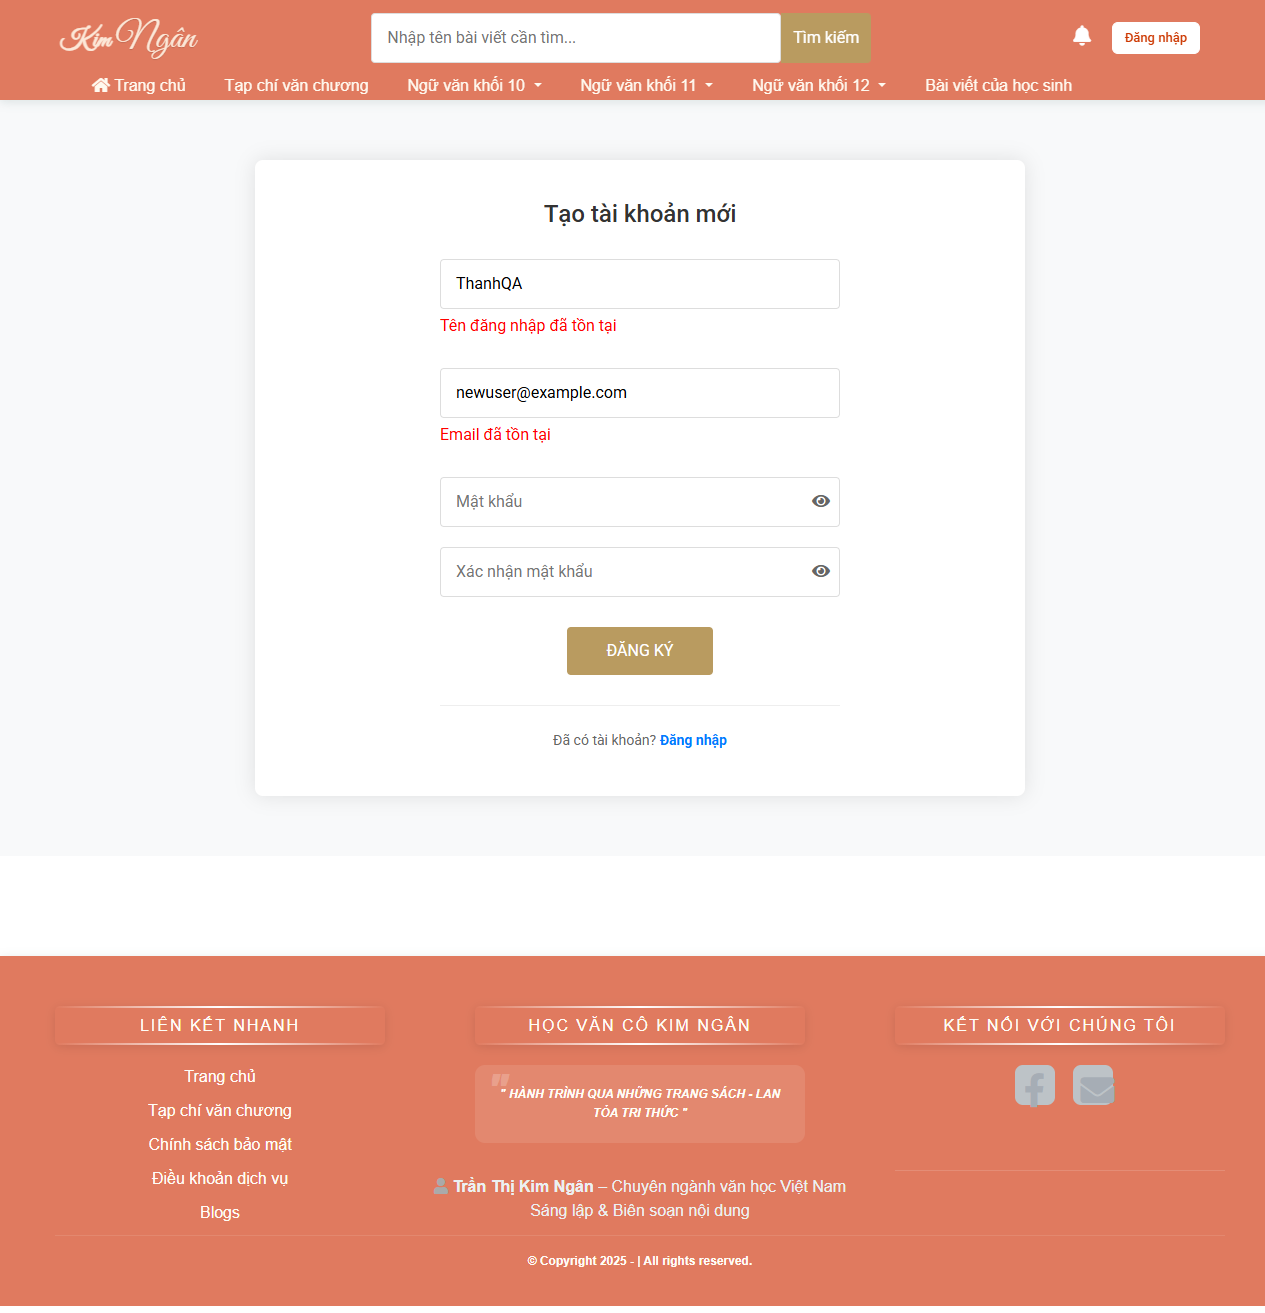 Kim Ngân
Nhập tên bài viết cần tìm...
Tìm kiếm
Đăng nhập
Trang chủ
Tạp chí văn chương
Ngữ văn khối 10
Ngữ văn khối 11
Ngữ văn khối 12
Bài viết của học sinh
Tạo tài khoản mới
ThanhQA
Tên đăng nhập đã tồn tại
newuser@example.com
Email đã tồn tại
Mật khẩu
Xác nhận mật khẩu
ĐĂNG KÝ
Đã có tài khoản? Đăng nhập
LIÊN KẾT NHANH
Trang chủ
Tạp chí văn chương
Chính sách bảo mật
Điều khoản dịch vụ
Blogs
HỌC VĂN CÔ KIM NGÂN
" HÀNH TRÌNH QUA NHỮNG TRANG SÁCH - LAN
TỎA TRI THỨC "
Trần Thị Kim Ngân – Chuyên ngành văn học Việt Nam
Sáng lập & Biên soạn nội dung
KẾT NỐI VỚI CHÚNG TÔI
© Copyright 2025 - | All rights reserved.